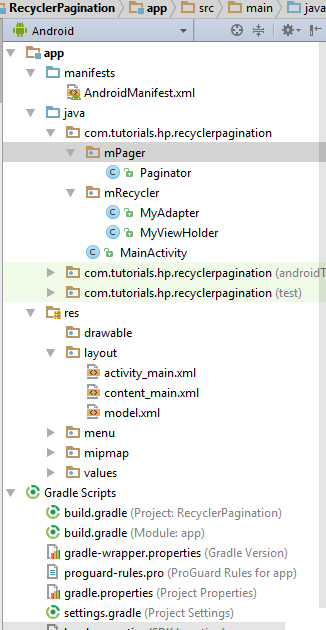 RecyclerPagination app src main java
Android
app
manifests
AndroidManifest.xml
java
com.tutorials.hp.recyclerpagination
mPager
Paginator
mRecycler
MyAdapter
MyViewHolder
MainActivity
com.tutorials.hp.recyclerpagination (androidT
com.tutorials.hp.recyclerpagination (test)
res
drawable
layout
activity_main.xml
content_main.xml
model.xml
menu
mipmap
values
Gradle Scripts
build.gradle (Project: RecyclerPagination)
build.gradle (Module: app)
gradle-wrapper.properties (Gradle Version)
proguard-rules.pro (ProGuard Rules for app)
gradle.properties (Project Properties)
settings.gradle (Project Settings)